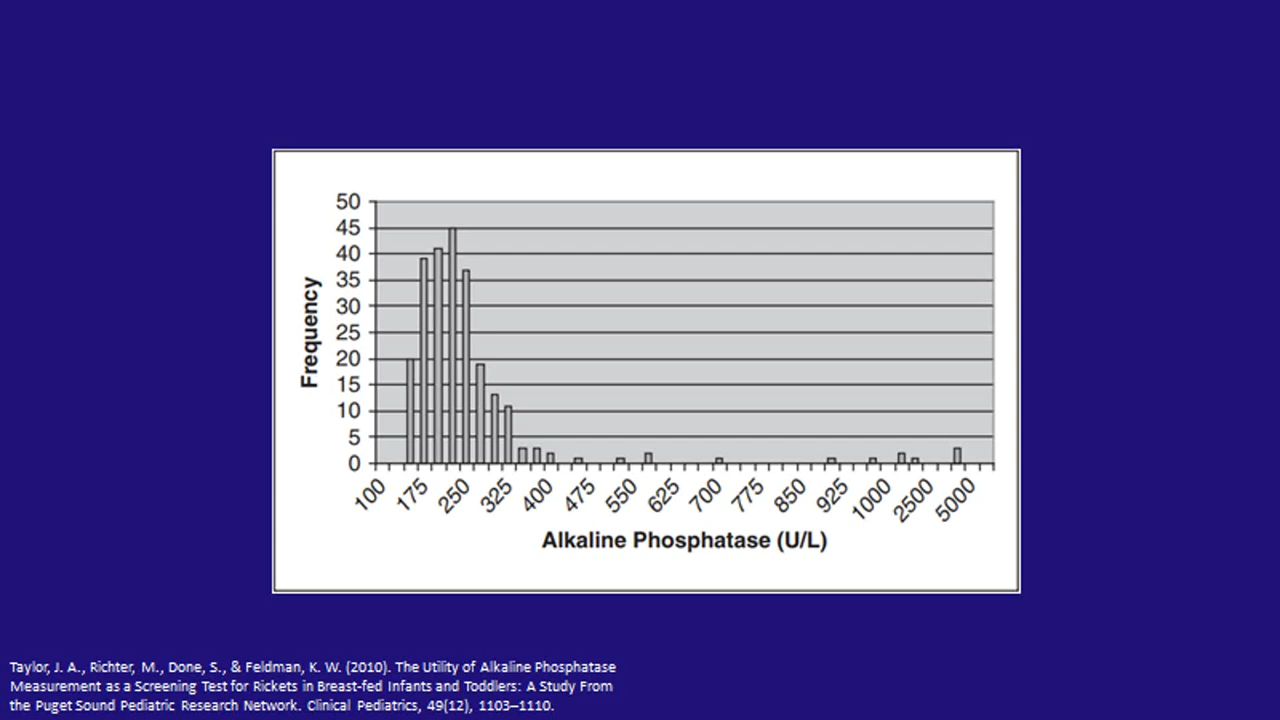 50
45
40
35
30
25
20
15
10
5
0
Frequency
100 175 250 325 400 475 550 625 700 775 850 925 1000 2500 5000
Alkaline Phosphatase (U/L)
Taylor, J. A., Richter, M., Done, S., & Feldman, K. W. (2010). The Utility of Alkaline Phosphatase
Measurement as a Screening Test for Rickets in Breast-fed Infants and Toddlers: A Study From
the Puget Sound Pediatric Research Network. Clinical Pediatrics, 49(12), 1103–1110.